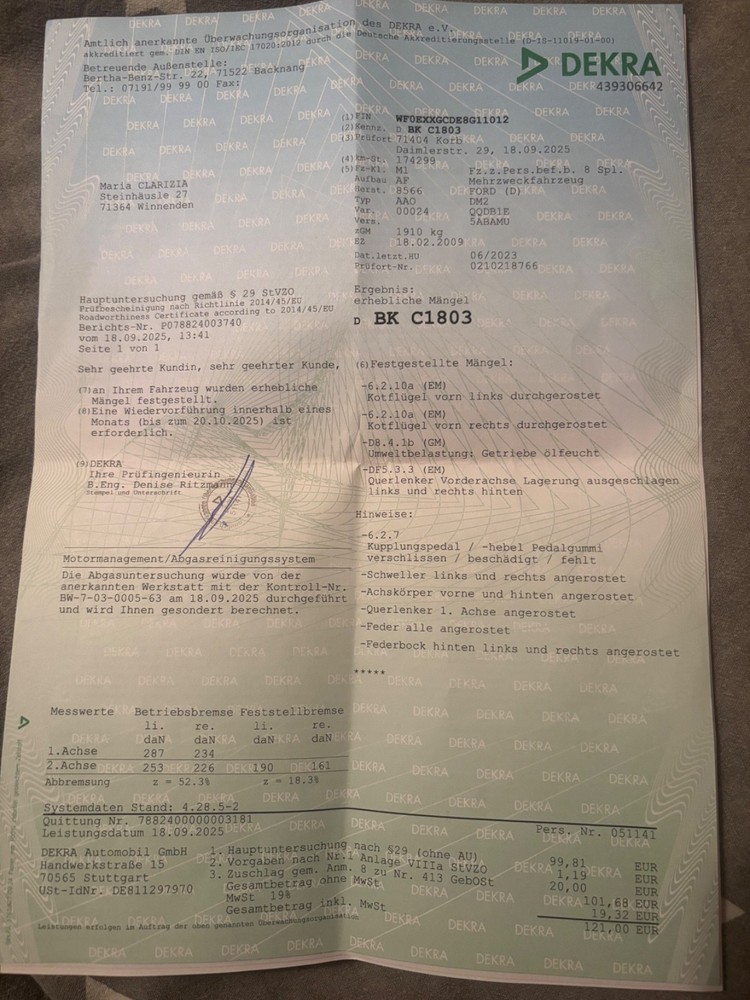 Amtlich anerkannte Überwachungsorganisation des DEKRA e.V.
akkreditiert gem. DIN EN ISO/IEC 17020:2012 durch die Deutsche Akkreditierungsstelle (D-IS-11019-01-00)
Betreuende Außenstelle:
Bertha-Benz-Str. 22, 71522 Backnang
Tel.: 07191/99 99 00 Fax:
DEKRA
439306642
(1) FIN WF0EXXGCDE8G11012
(2) Kennz. D BK C1803
(3) Prüfort 71404 Korb
Daimlerstr. 29, 18.09.2025
(4) km-St. 174299
(5) Fz-Kl. M1 Fz.z.Pers.bef.b. 8 Spl.
Aufbau AF Mehrzweckfahrzeug
Herst. 8566 FORD (D)
Typ AAO DM2
Var. 00024 QQDB1E
Vers. 5ABAMU
zGM 1910 kg
EZ 18.02.2009
Dat.letzt.HU 06/2023
Prüfort-Nr. 0210218766
Maria CLARIZIA
Steinhäusle 27
71364 Winnenden
Hauptuntersuchung gemäß § 29 StVZO
Prüfbescheinigung nach Richtlinie 2014/45/EU
Roadworthiness Certificate according to 2014/45/EU
Berichts-Nr. P078824003740
vom 18.09.2025, 13:41
Seite 1 von 1
Ergebnis:
erhebliche Mängel
D BK C1803
Sehr geehrte Kundin, sehr geehrter Kunde,
(7) an Ihrem Fahrzeug wurden erhebliche
Mängel festgestellt.
(8) Eine Wiedervorführung innerhalb eines
Monats (bis zum 20.10.2025) ist
erforderlich.
(9) DEKRA
Ihre Prüfingenieurin
B.Eng. Denise Ritzmann
Stempel und Unterschrift
(6) Festgestellte Mängel:
-6.2.10a (EM)
Kotflügel vorn links durchgerostet
-6.2.10a (EM)
Kotflügel vorn rechts durchgerostet
-D8.4.1b (GM)
Umweltbelastung: Getriebe ölfeucht
-DF5.3.3 (EM)
Querlenker Vorderachse Lagerung ausgeschlagen
links und rechts hinten
Hinweise:
-6.2.7
Kupplungspedal / -hebel Pedalgummi
verschlissen / beschädigt / fehlt
-Schweller links und rechts angerostet
-Achskörper vorne und hinten angerostet
-Querlenker 1. Achse angerostet
-Feder alle angerostet
-Federbock hinten links und rechts angerostet
*****
Motormanagement/Abgasreinigungssystem
Die Abgasuntersuchung wurde von der
anerkannten Werkstatt mit der Kontroll-Nr.
BW-7-03-0005-63 am 18.09.2025 durchgeführt
und wird Ihnen gesondert berechnet.
Messwerte Betriebsbremse Feststellbremse
li. re. li. re.
daN daN daN daN
1.Achse 287 234
2.Achse 253 226 190 161
Abbremsung z = 52.3% z = 18.3%
Systemdaten Stand: 4.28.5-2
Quittung Nr. 7882400000003181
Leistungsdatum 18.09.2025
Pers. Nr. 051141
DEKRA Automobil GmbH
Handwerkstraße 15
70565 Stuttgart
USt-IdNr. DE811297970
1. Hauptuntersuchung nach §29 (ohne AU) 99,81 EUR
2. Vorgaben nach Nr.1 Anlage VIIIa StVZO 1,19 EUR
3. Zuschlag gem. Anm. 8 zu Nr. 413 GebOSt 20,00 EUR
Gesamtbetrag ohne MwSt 101,68 EUR
MwSt 19% 19,32 EUR
Gesamtbetrag inkl. MwSt 121,00 EUR
Leistungen erfolgen im Auftrag der oben genannten Überwachungsorganisation